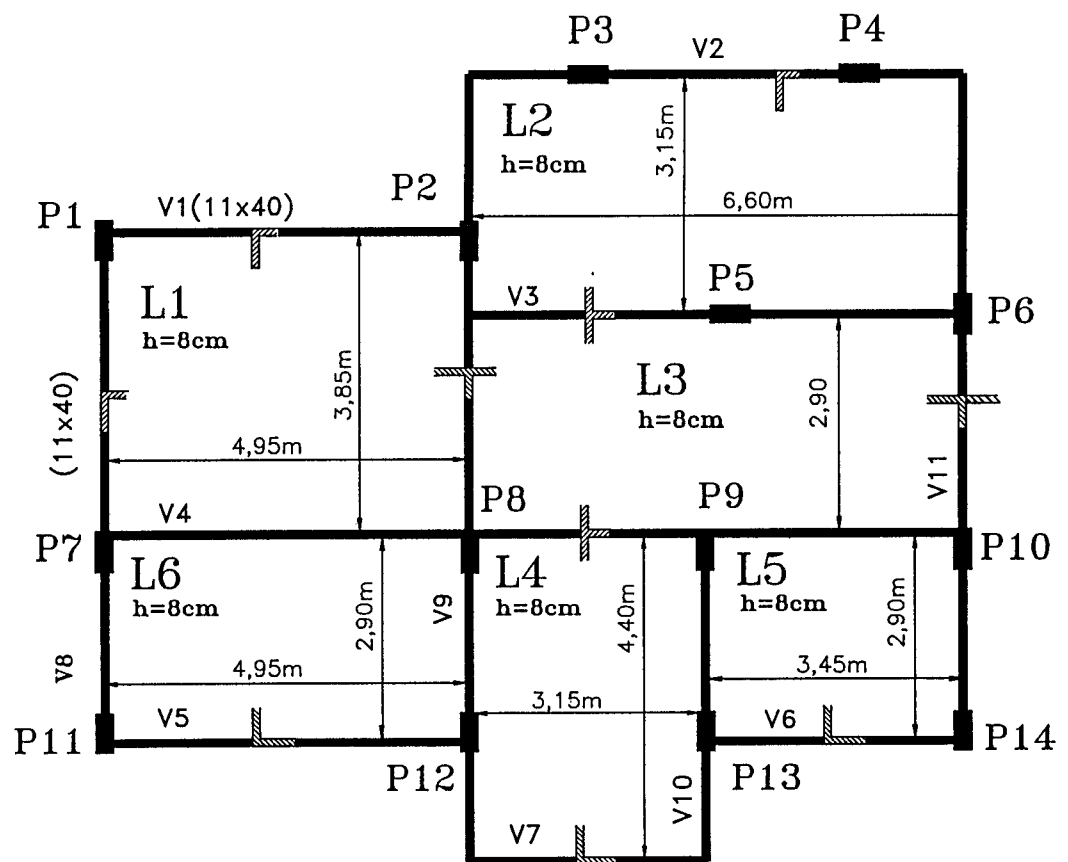 P3
V2
P4
L2
h=8cm
3,15m
6,60m
P1
V1(11x40)
P2
V3
P5
P6
L1
h=8cm
3,85m
4,95m
(11x40)
L3
h=8cm
2,90
V11
V4
P8
P9
P7
P10
L6
h=8cm
2,90m
4,95m
V9
L4
h=8cm
4,40m
3,15m
L5
h=8cm
2,90m
3,45m
V8
V5
V6
P11
P12
P13
P14
V10
V7